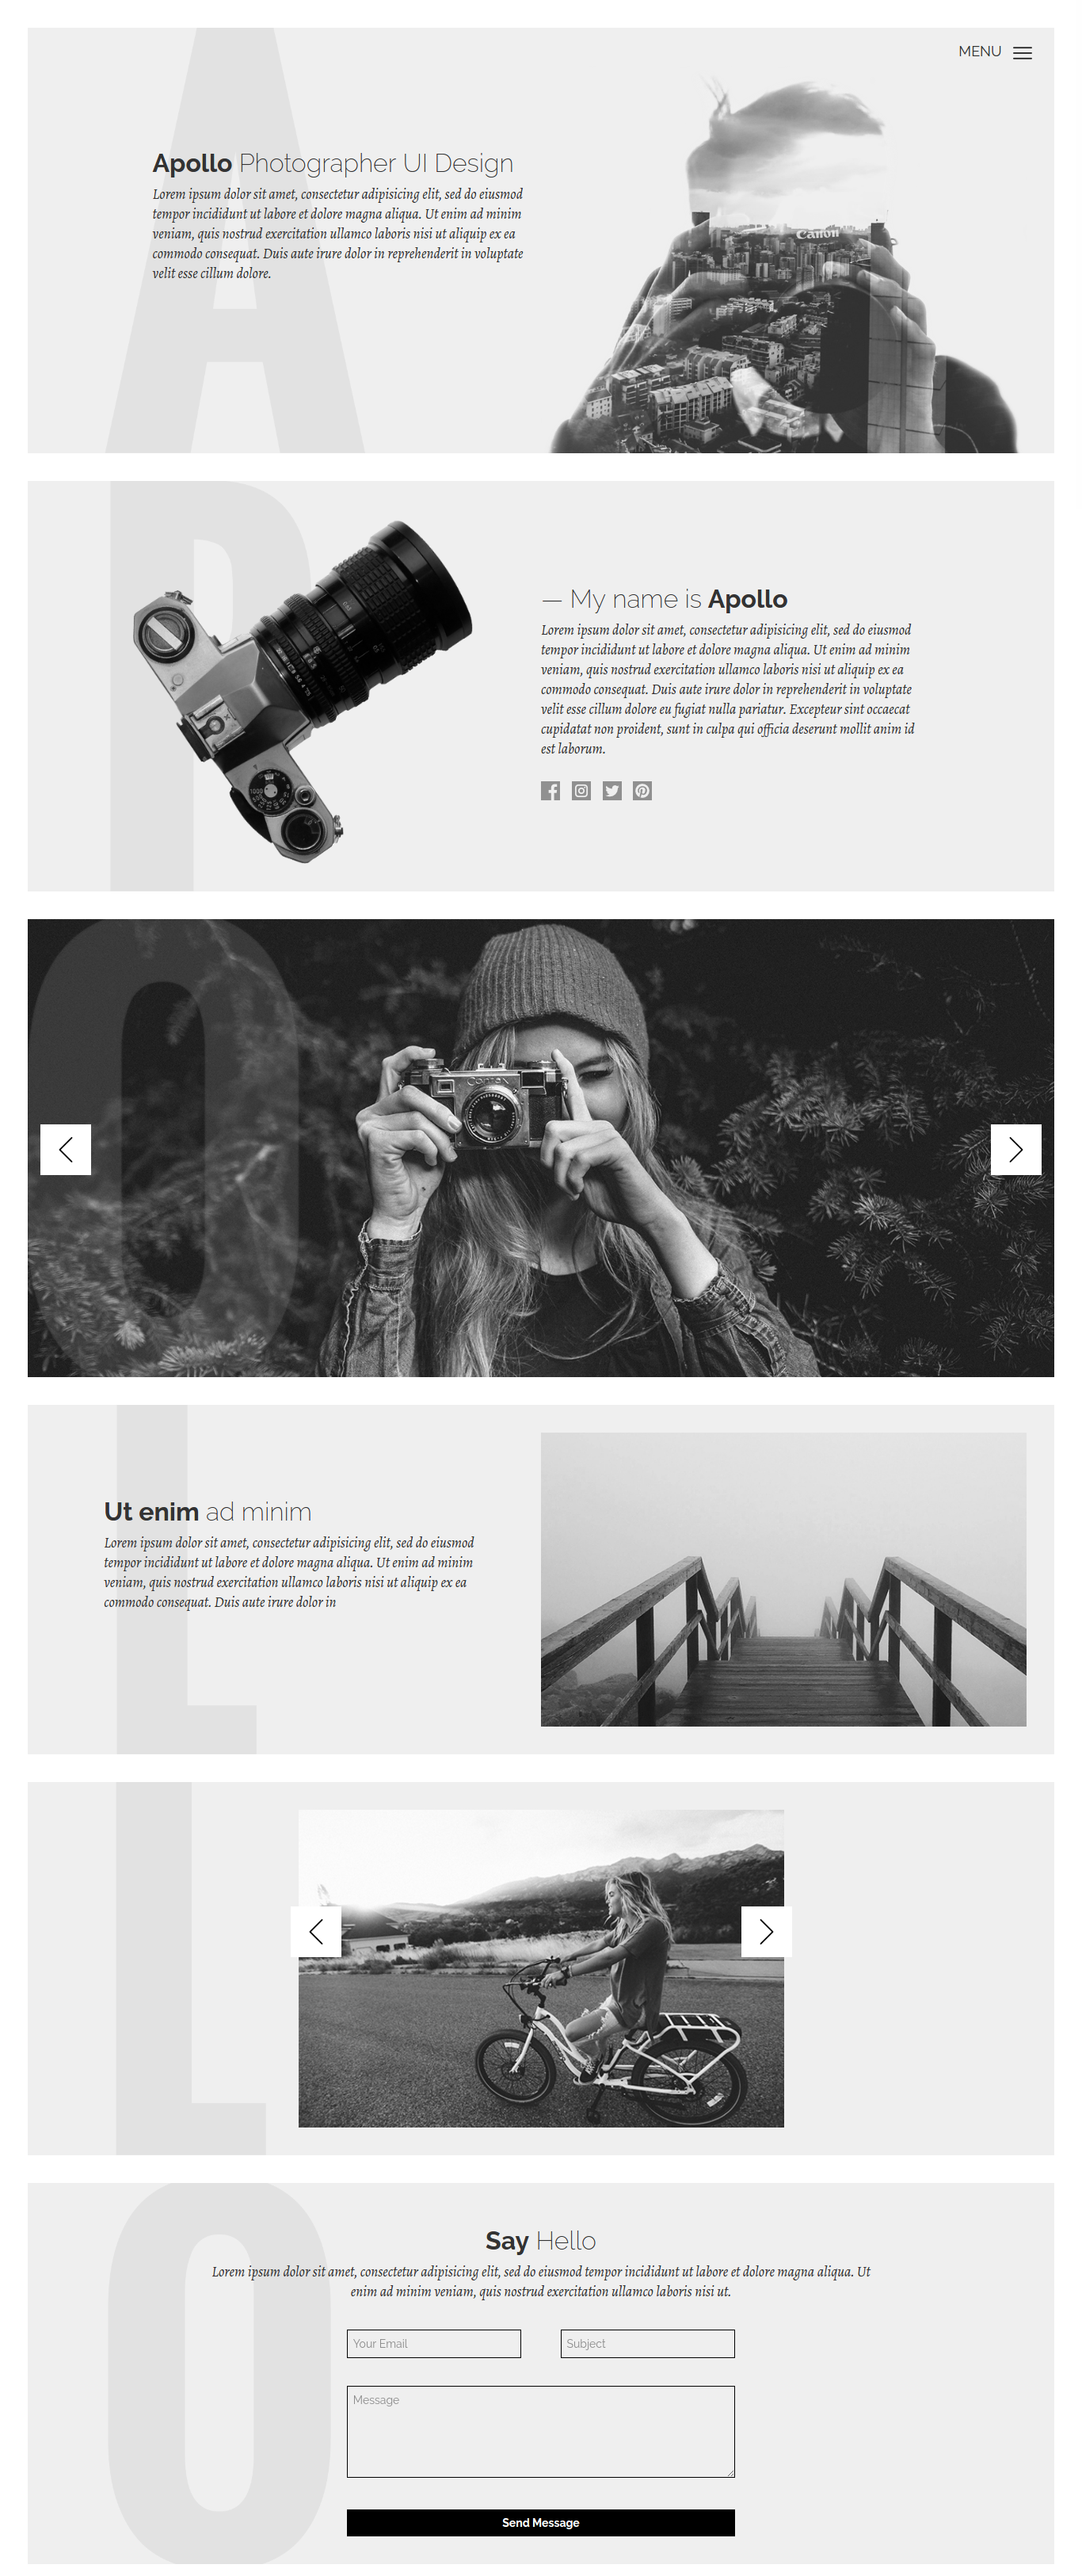 A
MENU
Apollo Photographer UI Design
Lorem ipsum dolor sit amet, consectetur adipisicing elit, sed do eiusmod
tempor incididunt ut labore et dolore magna aliqua. Ut enim ad minim
veniam, quis nostrud exercitation ullamco laboris nisi ut aliquip ex ea
commodo consequat. Duis aute irure dolor in reprehenderit in voluptate
velit esse cillum dolore.
Canon
P
— My name is Apollo
Lorem ipsum dolor sit amet, consectetur adipisicing elit, sed do eiusmod
tempor incididunt ut labore et dolore magna aliqua. Ut enim ad minim
veniam, quis nostrud exercitation ullamco laboris nisi ut aliquip ex ea
commodo consequat. Duis aute irure dolor in reprehenderit in voluptate
velit esse cillum dolore eu fugiat nulla pariatur. Excepteur sint occaecat
cupidatat non proident, sunt in culpa qui officia deserunt mollit anim id
est laborum.
O
Contax
L
Ut enim ad minim
Lorem ipsum dolor sit amet, consectetur adipisicing elit, sed do eiusmod
tempor incididunt ut labore et dolore magna aliqua. Ut enim ad minim
veniam, quis nostrud exercitation ullamco laboris nisi ut aliquip ex ea
commodo consequat. Duis aute irure dolor in
L
O
Say Hello
Lorem ipsum dolor sit amet, consectetur adipisicing elit, sed do eiusmod tempor incididunt ut labore et dolore magna aliqua. Ut
enim ad minim veniam, quis nostrud exercitation ullamco laboris nisi ut.
Your Email
Subject
Message
Send Message